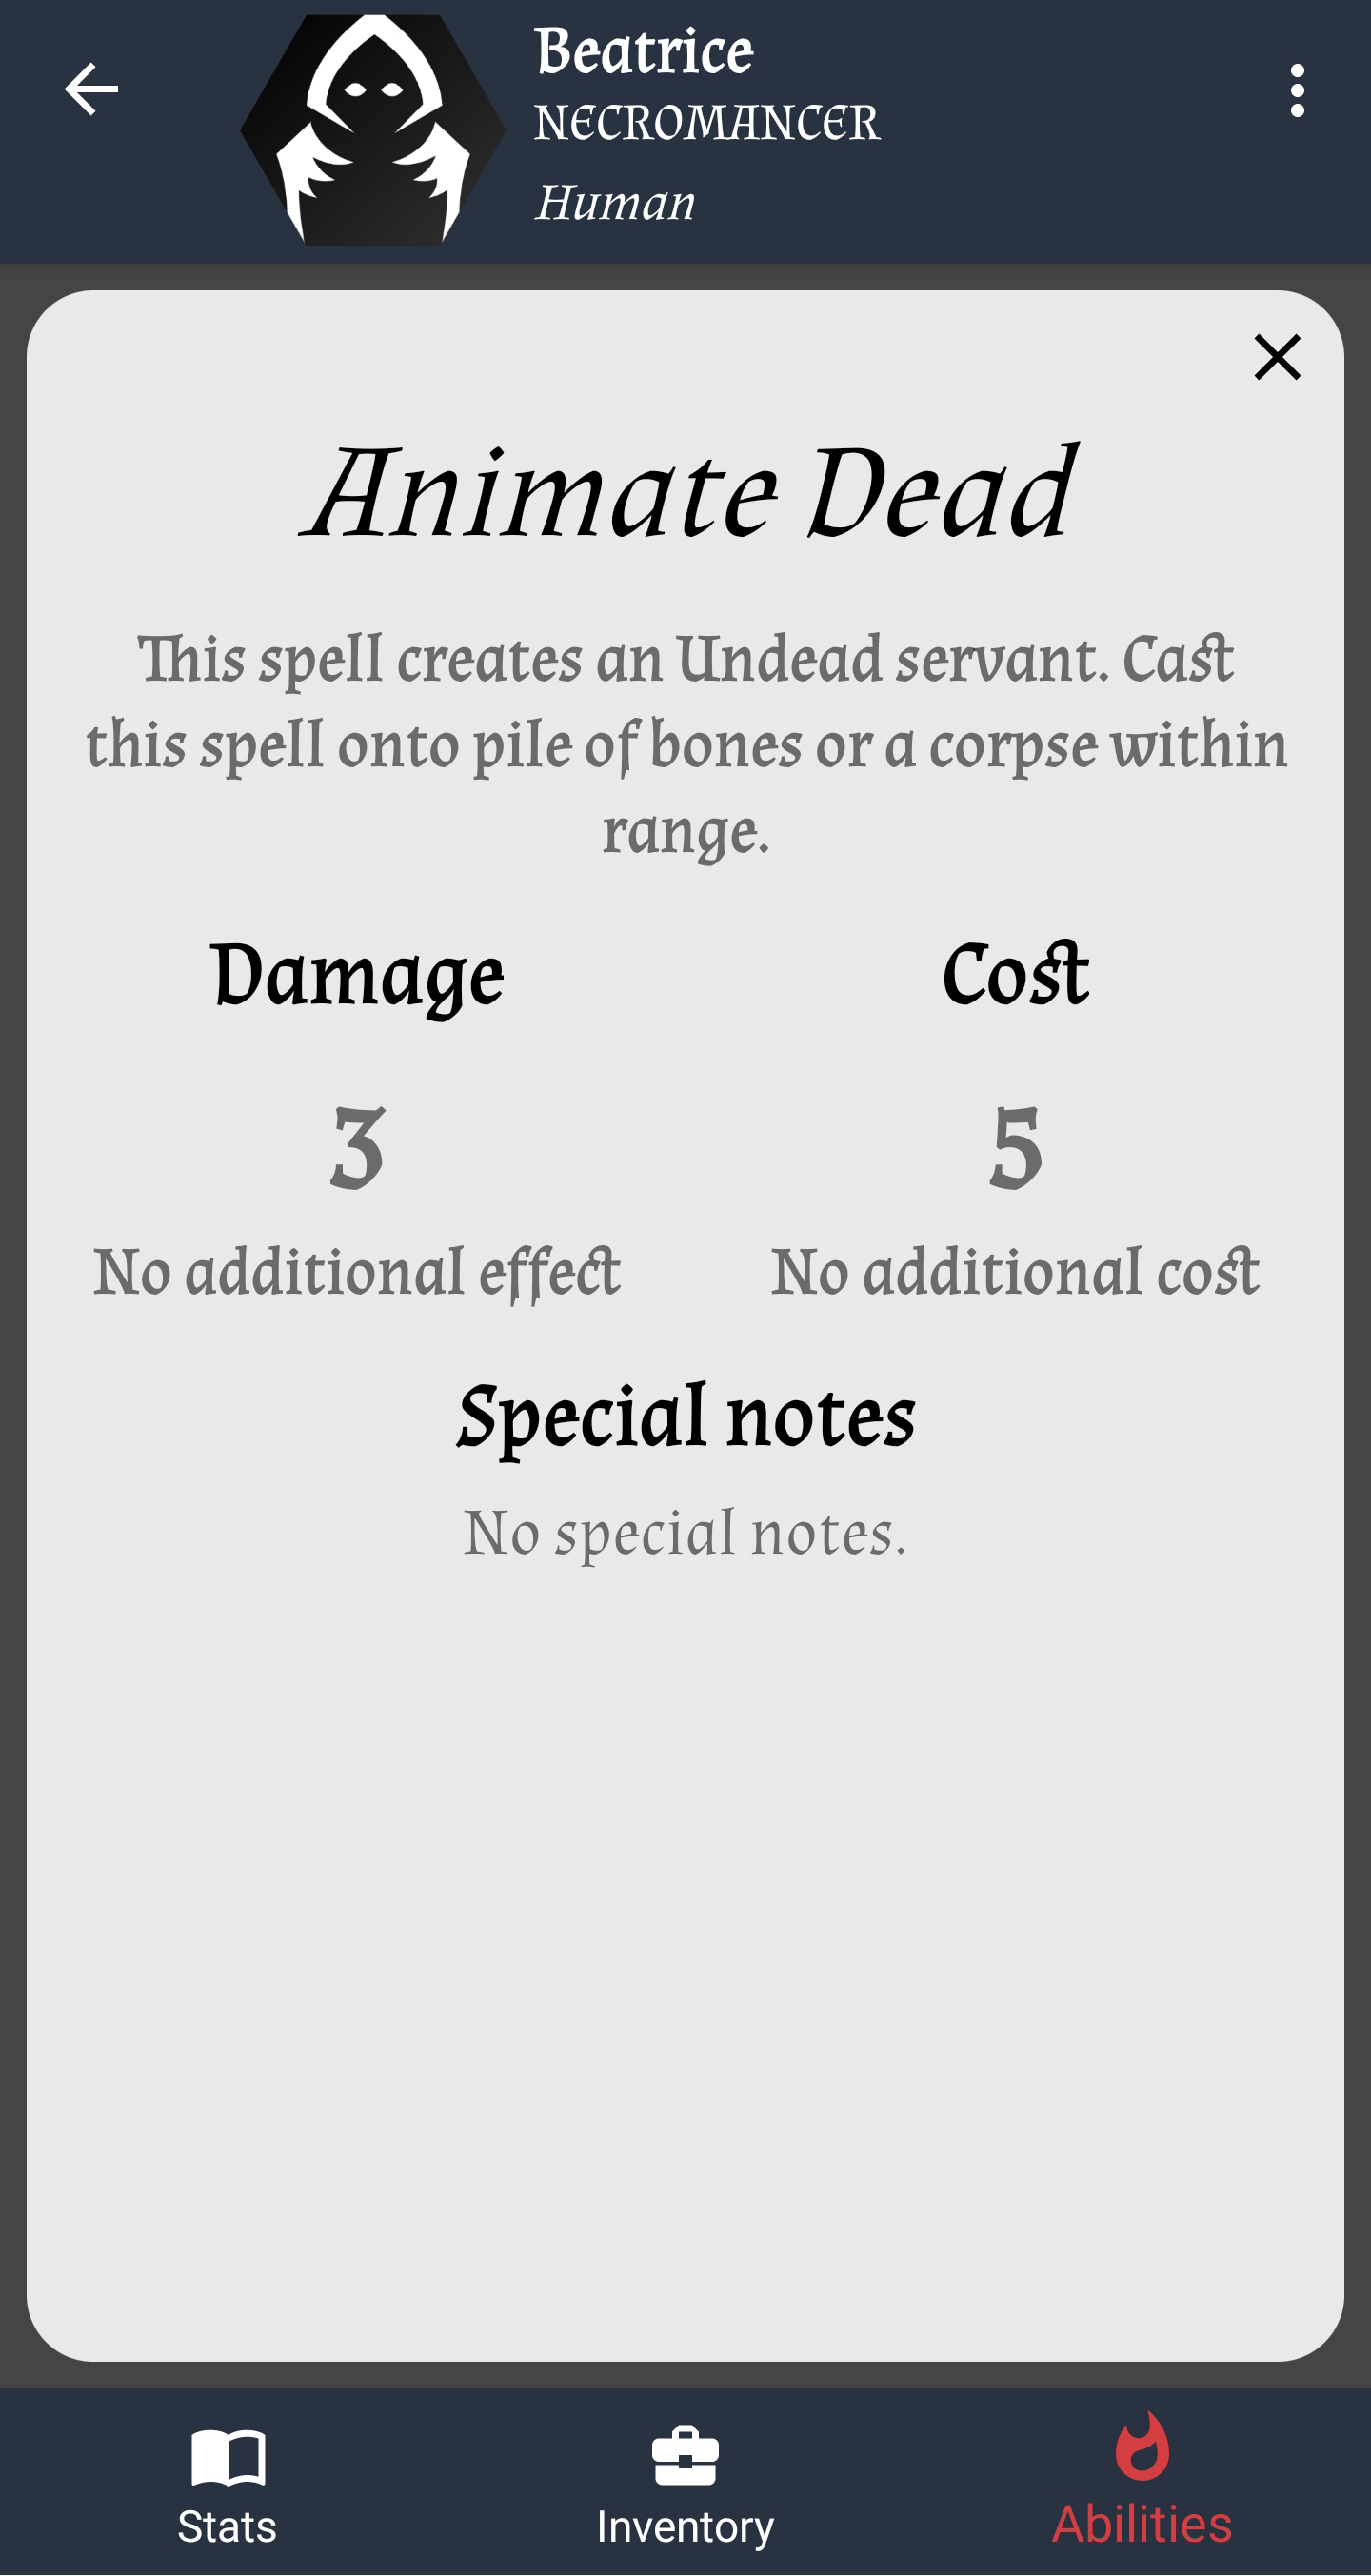 Beatrice
NECROMANCER
Human
Animate Dead
This spell creates an Undead servant. Cast
this spell onto pile of bones or a corpse within
range.
Damage
Cost
3
5
No additional effect
No additional cost
Special notes
No special notes.
Stats
Inventory
Abilities